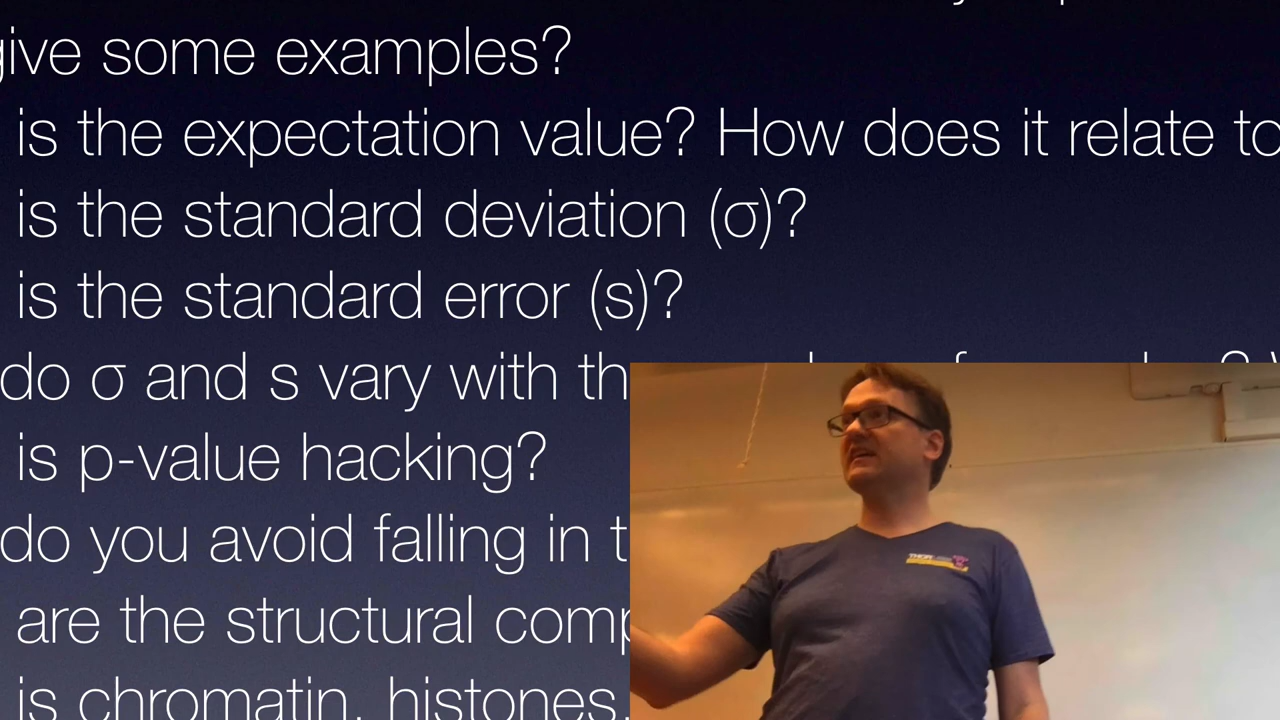 give some examples?
is the expectation value? How does it relate to
is the standard deviation (σ)?
is the standard error (s)?
do σ and s vary with th
is p-value hacking?
do you avoid falling in t
are the structural comp
is chromatin, histones,
THORLABS